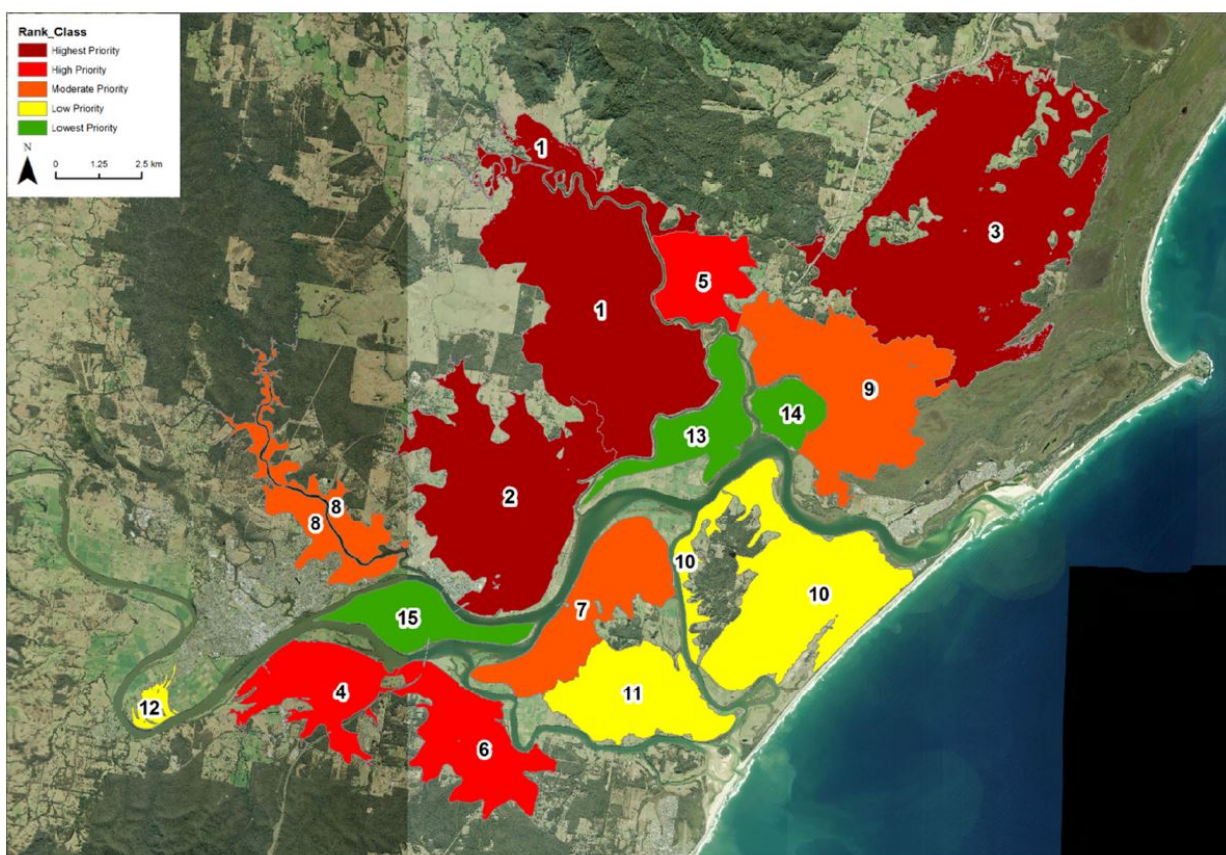 Rank_Class
Highest Priority
High Priority
Moderate Priority
Low Priority
Lowest Priority
N
0 1.25 2.5 km
1
3
5
1
9
14
13
2
8
8
10
10
7
15
11
4
12
6